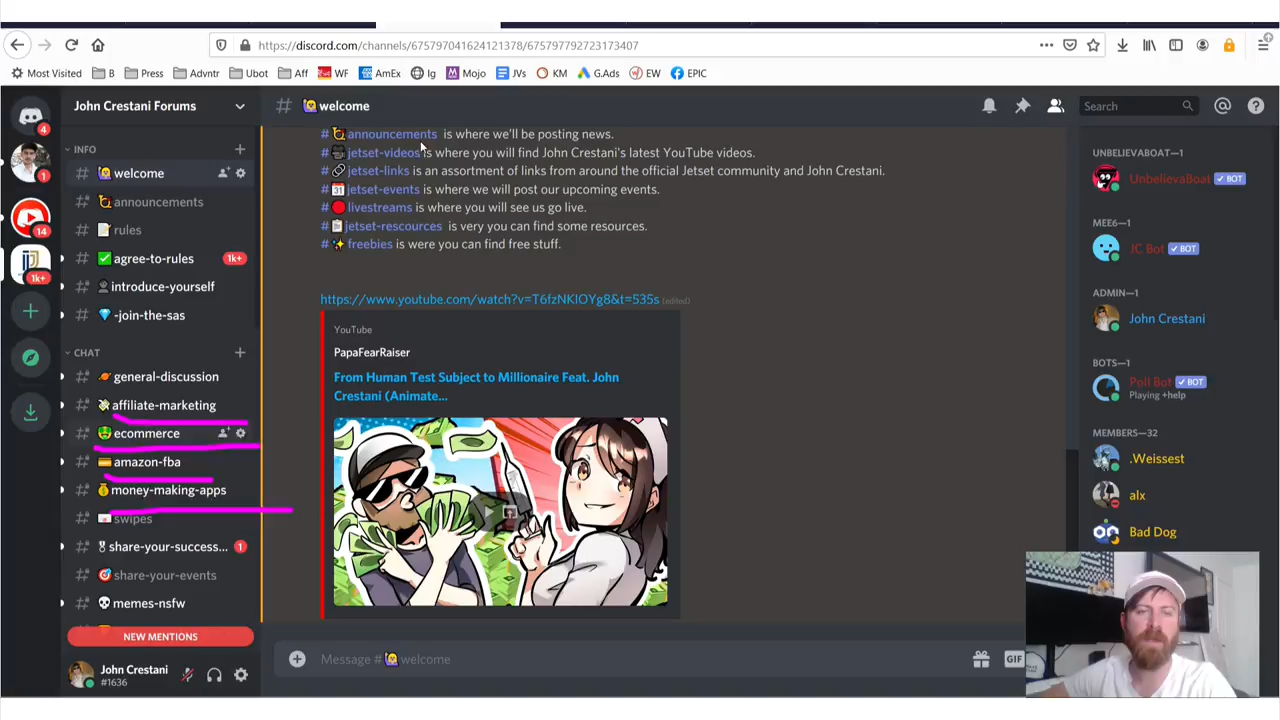 https://discord.com/channels/675797041624121378/675797792723173407
Most Visited
B
Press
Advntr
Ubot
Aff
WF
AmEx
Ig
Mojo
JVs
KM
G.Ads
EW
EPIC
John Crestani Forums
# welcome
Search
4
1
14
1k+
INFO
# welcome
# announcements
# rules
# agree-to-rules 1k+
# introduce-yourself
# -join-the-sas
CHAT
# general-discussion
# affiliate-marketing
# ecommerce
# amazon-fba
# money-making-apps
# swipes
# share-your-success... 1
# share-your-events
# memes-nsfw
NEW MENTIONS
John Crestani
#1636
# announcements is where we'll be posting news.
# jetset-videos is where you will find John Crestani's latest YouTube videos.
# jetset-links is an assortment of links from around the official Jetset community and John Crestani.
# jetset-events is where we will post our upcoming events.
# livestreams is where you will see us go live.
# jetset-rescources is very you can find some resources.
# freebies is were you can find free stuff.
https://www.youtube.com/watch?v=T6fzNKIOYg8&t=535s (edited)
YouTube
PapaFearRaiser
From Human Test Subject to Millionaire Feat. John
Crestani (Animate...
Message # welcome
GIF
UNBELIEVABOAT—1
UnbelievaBoat ✔ BOT
MEE6—1
JC Bot ✔ BOT
ADMIN—1
John Crestani
BOTS—1
Poll Bot ✔ BOT
Playing +help
MEMBERS—32
.Weissest
alx
Bad Dog